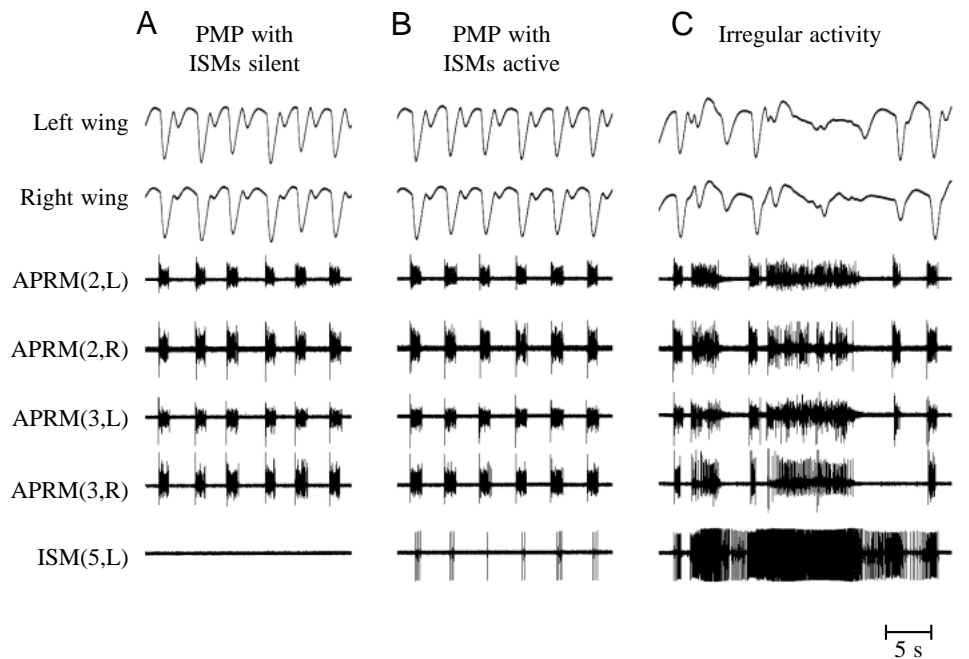 A
PMP with
ISMs silent
B
PMP with
ISMs active
C
Irregular activity
Left wing
Right wing
APRM(2,L)
APRM(2,R)
APRM(3,L)
APRM(3,R)
ISM(5,L)
5 s